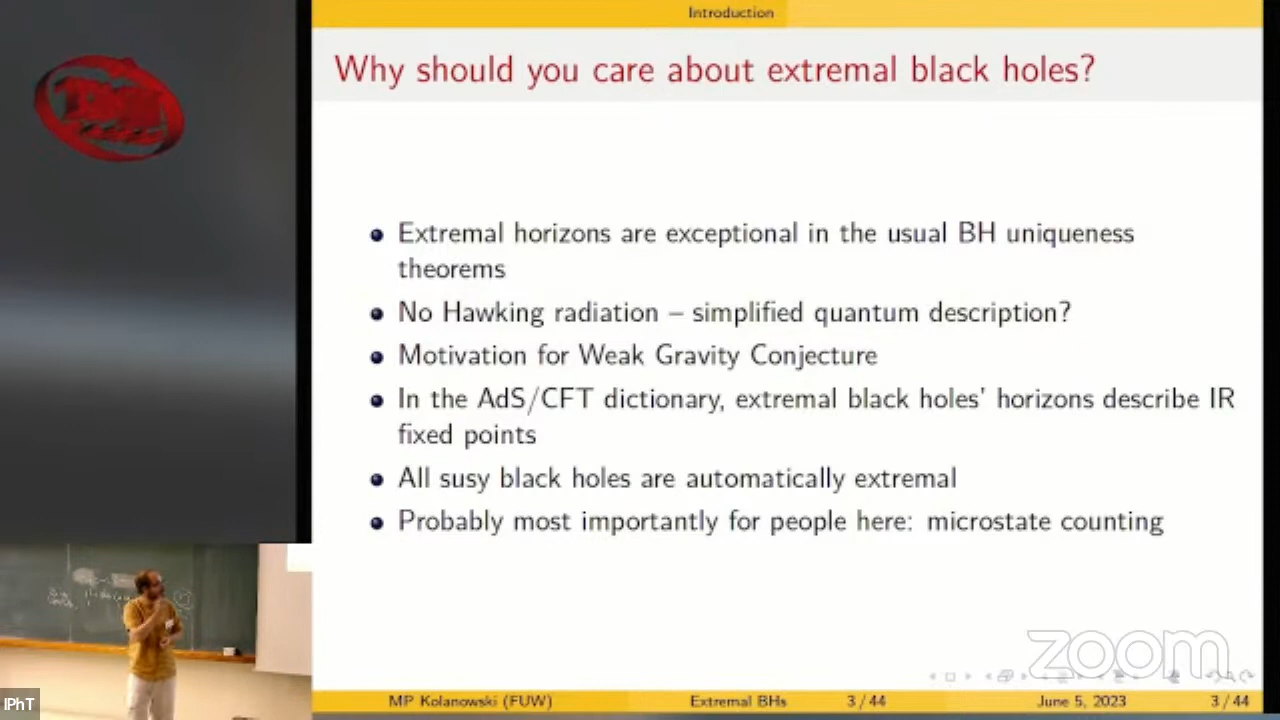 Introduction
Why should you care about extremal black holes?
Extremal horizons are exceptional in the usual BH uniqueness
theorems
No Hawking radiation – simplified quantum description?
Motivation for Weak Gravity Conjecture
In the AdS/CFT dictionary, extremal black holes' horizons describe IR
fixed points
All susy black holes are automatically extremal
Probably most importantly for people here: microstate counting
zoom
MP Kolanowski (FUW) Extremal BHs 3 / 44 June 5, 2023 3 / 44
IPhT